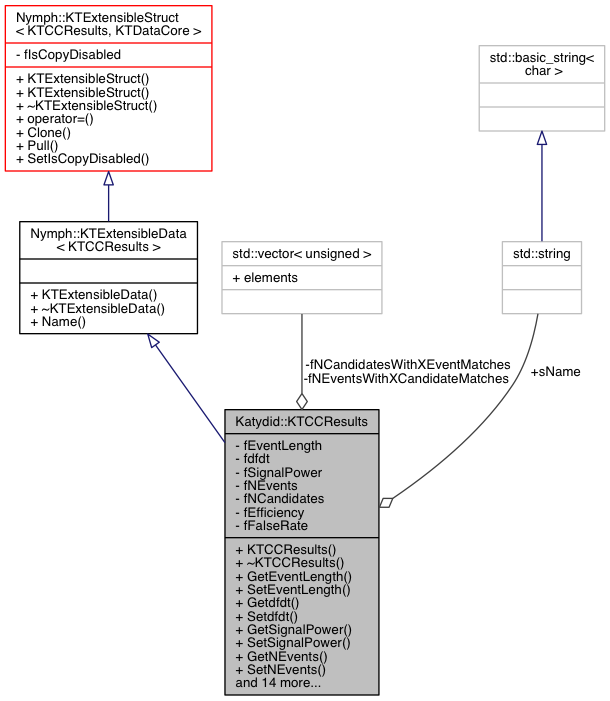 Nymph::KTExtensibleStruct
< KTCCResults, KTDataCore >
- fIsCopyDisabled
+ KTExtensibleStruct()
+ KTExtensibleStruct()
+ ~KTExtensibleStruct()
+ operator=()
+ Clone()
+ Pull()
+ SetIsCopyDisabled()
std::basic_string<
char >
Nymph::KTExtensibleData
< KTCCResults >
+ KTExtensibleData()
+ ~KTExtensibleData()
+ Name()
std::vector< unsigned >
+ elements
std::string
-fNCandidatesWithXEventMatches
-fNEventsWithXCandidateMatches
+sName
Katydid::KTCCResults
- fEventLength
- fdfdt
- fSignalPower
- fNEvents
- fNCandidates
- fEfficiency
- fFalseRate
+ KTCCResults()
+ ~KTCCResults()
+ GetEventLength()
+ SetEventLength()
+ Getdfdt()
+ Setdfdt()
+ GetSignalPower()
+ SetSignalPower()
+ GetNEvents()
+ SetNEvents()
and 14 more...